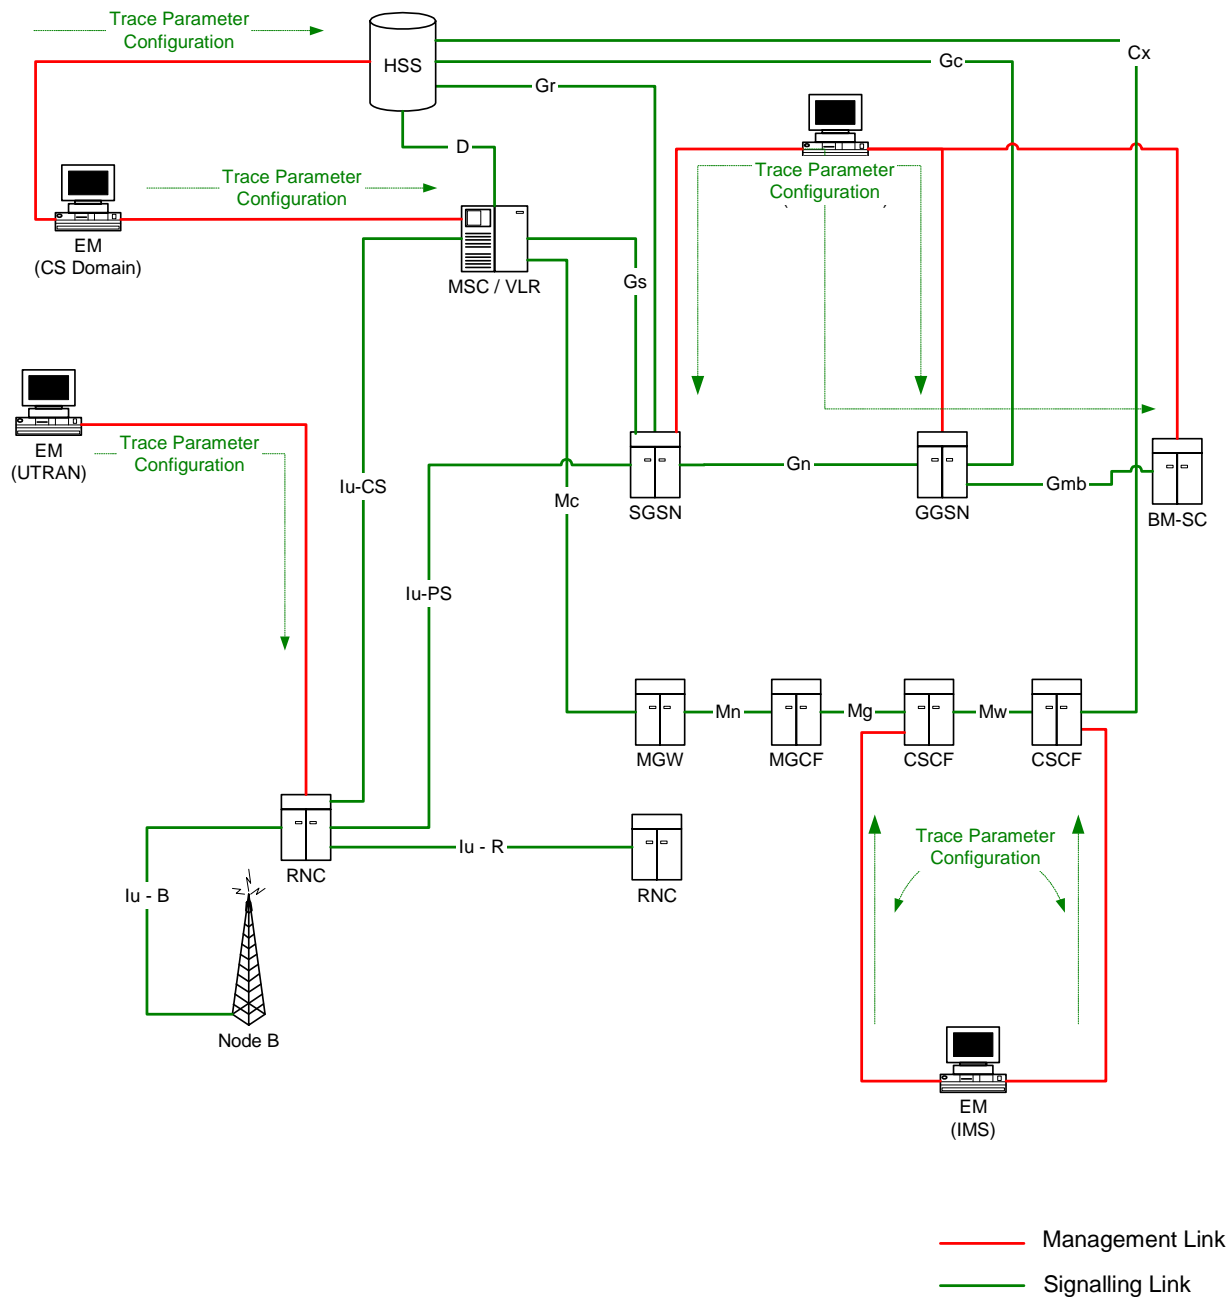 Trace Parameter
Configuration
HSS
Cx
Gc
Gr
D
Trace Parameter
Configuration
Trace Parameter
Configuration
EM
(CS Domain)
MSC / VLR
Gs
EM
(UTRAN)
Trace Parameter
Configuration
Iu-CS
Mc
Gn
Gmb
SGSN
GGSN
BM-SC
Iu-PS
Mn
Mg
Mw
MGW
MGCF
CSCF
CSCF
Iu - R
RNC
RNC
Iu - B
Trace Parameter
Configuration
Node B
EM
(IMS)
Management Link
Signalling Link